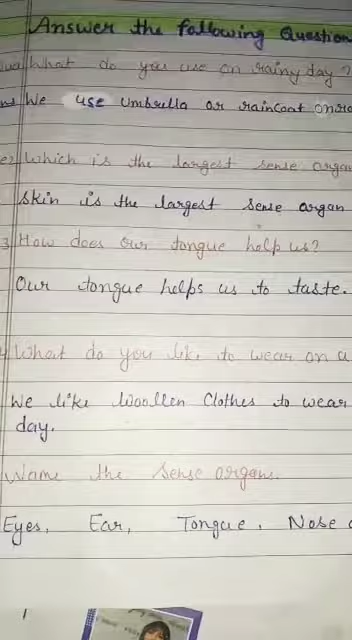 Answer the following Question
What do you use on rainy day?
We use umbrella or raincoat on
Which is the largest sense organ
Skin is the largest sense organ
How does our tongue help us?
Our tongue helps us to taste.
What do you like to wear on a
We like Woollen Clothes to wear
day.
Name the sense organs.
Eyes, Ear, Tongue, Nose